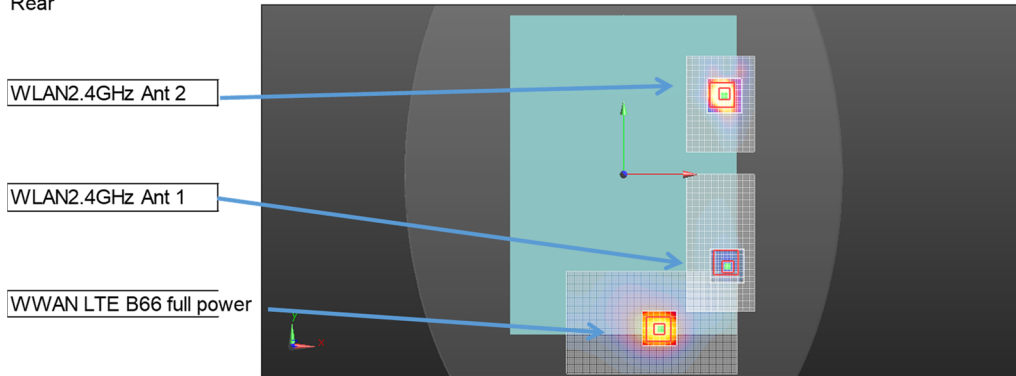 Rear
WLAN2.4GHz Ant 2
WLAN2.4GHz Ant 1
WWAN LTE B66 full power
Y
X